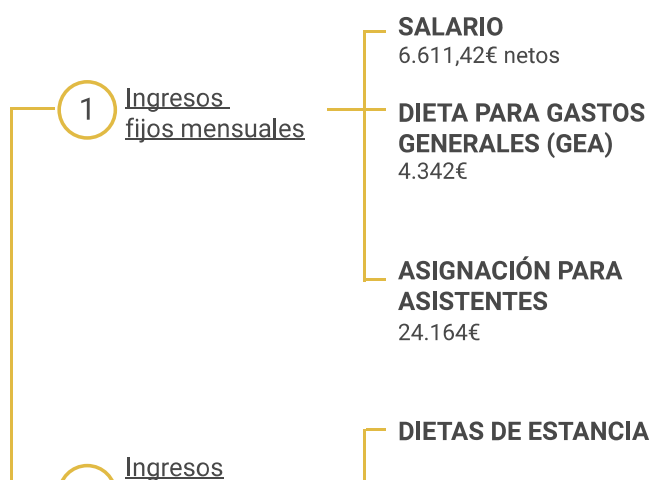 SALARIO
6.611,42€ netos
1
Ingresos
fijos mensuales
DIETA PARA GASTOS
GENERALES (GEA)
4.342€
ASIGNACIÓN PARA
ASISTENTES
24.164€
DIETAS DE ESTANCIA
Ingresos